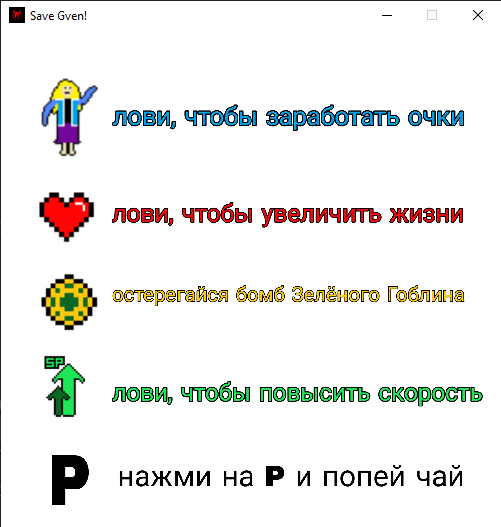 Save Gven!
лови, чтобы заработать очки
лови, чтобы увеличить жизни
остерегайся бомб Зелёного Гоблина
SP
лови, чтобы повысить скорость
P нажми на P и попей чай